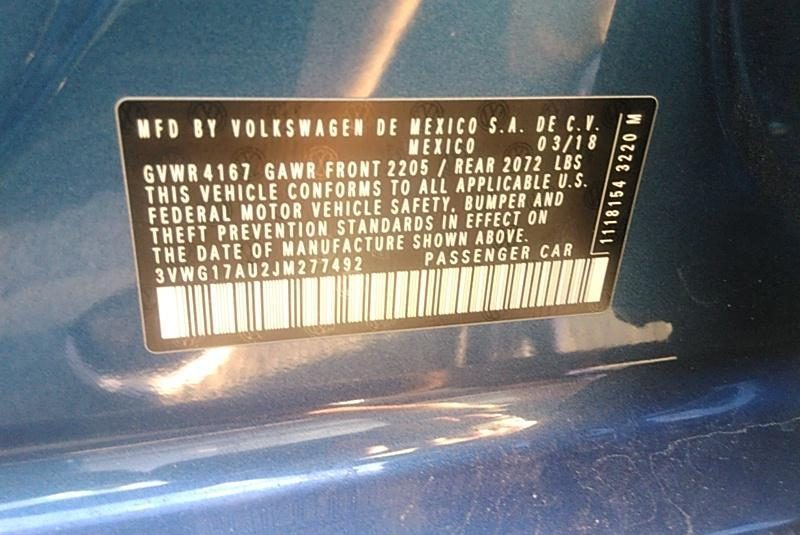 MFD BY VOLKSWAGEN DE MEXICO S.A. DE C.V.
MEXICO 03/18
GVWR 4167 GAWR FRONT 2205 / REAR 2072 LBS
THIS VEHICLE CONFORMS TO ALL APPLICABLE U.S.
FEDERAL MOTOR VEHICLE SAFETY, BUMPER AND
THEFT PREVENTION STANDARDS IN EFFECT ON
THE DATE OF MANUFACTURE SHOWN ABOVE.
3VWG17AU2JM277492 PASSENGER CAR
1118154 3220 M